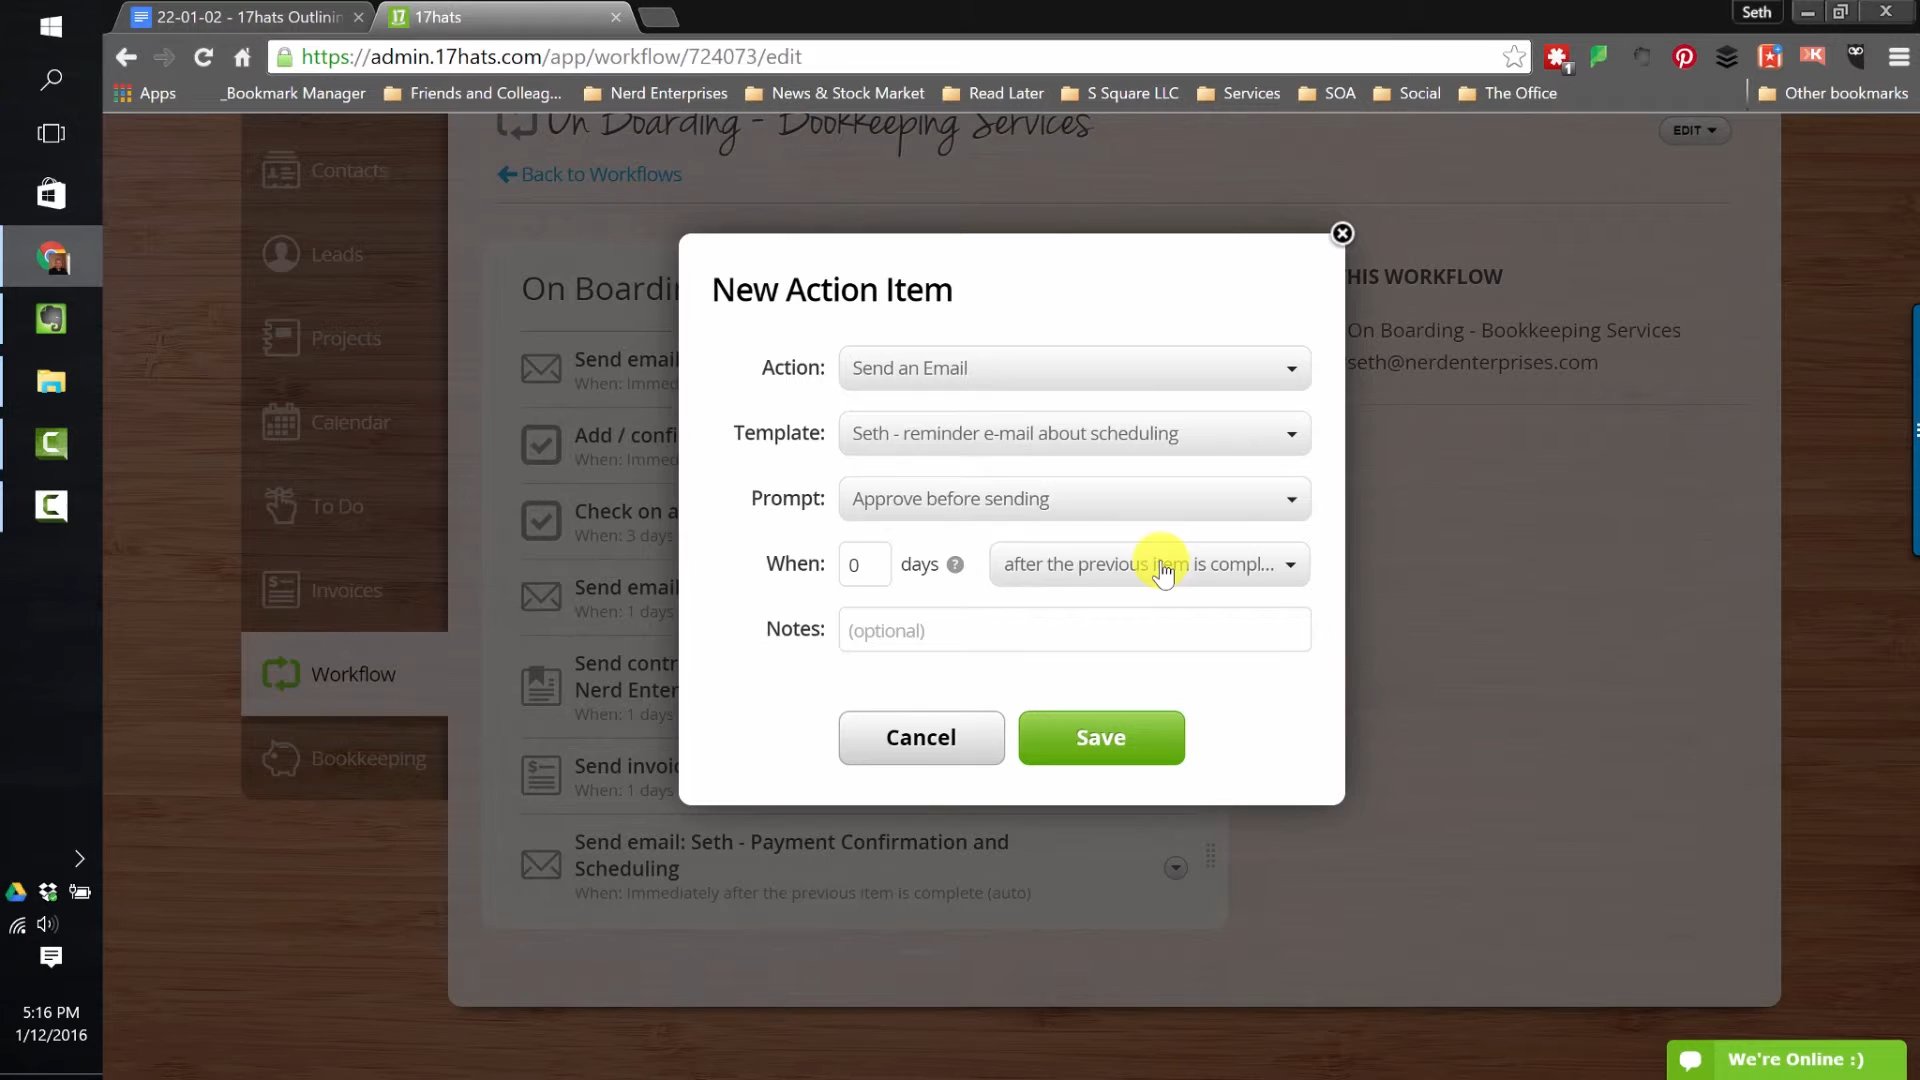 22-01-02 - 17hats Outlinin
17hats
Seth
https://admin.17hats.com/app/workflow/724073/edit
1
Apps
_Bookmark Manager
Friends and Colleag...
Nerd Enterprises
News & Stock Market
Read Later
S Square LLC
Services
SOA
Social
The Office
Other bookmarks
On Boarding - Bookkeeping Services
EDIT
Back to Workflows
Contacts
Leads
Projects
Calendar
To Do
Invoices
Workflow
Bookkeeping
On Boardin
Send email
When: Immed
Add / confi
When: Immed
Check on a
When: 3 days
Send email
When: 1 days
Send contr
Nerd Enter
When: 1 days
Send invoi
When: 1 days
Send email: Seth - Payment Confirmation and
Scheduling
When: Immediately after the previous item is complete (auto)
HIS WORKFLOW
On Boarding - Bookkeeping Services
seth@nerdenterprises.com
New Action Item
Action: Send an Email
Template: Seth - reminder e-mail about scheduling
Prompt: Approve before sending
When: 0 days ? after the previous item is compl...
Notes: (optional)
Cancel
Save
5:16 PM
1/12/2016
We're Online :)